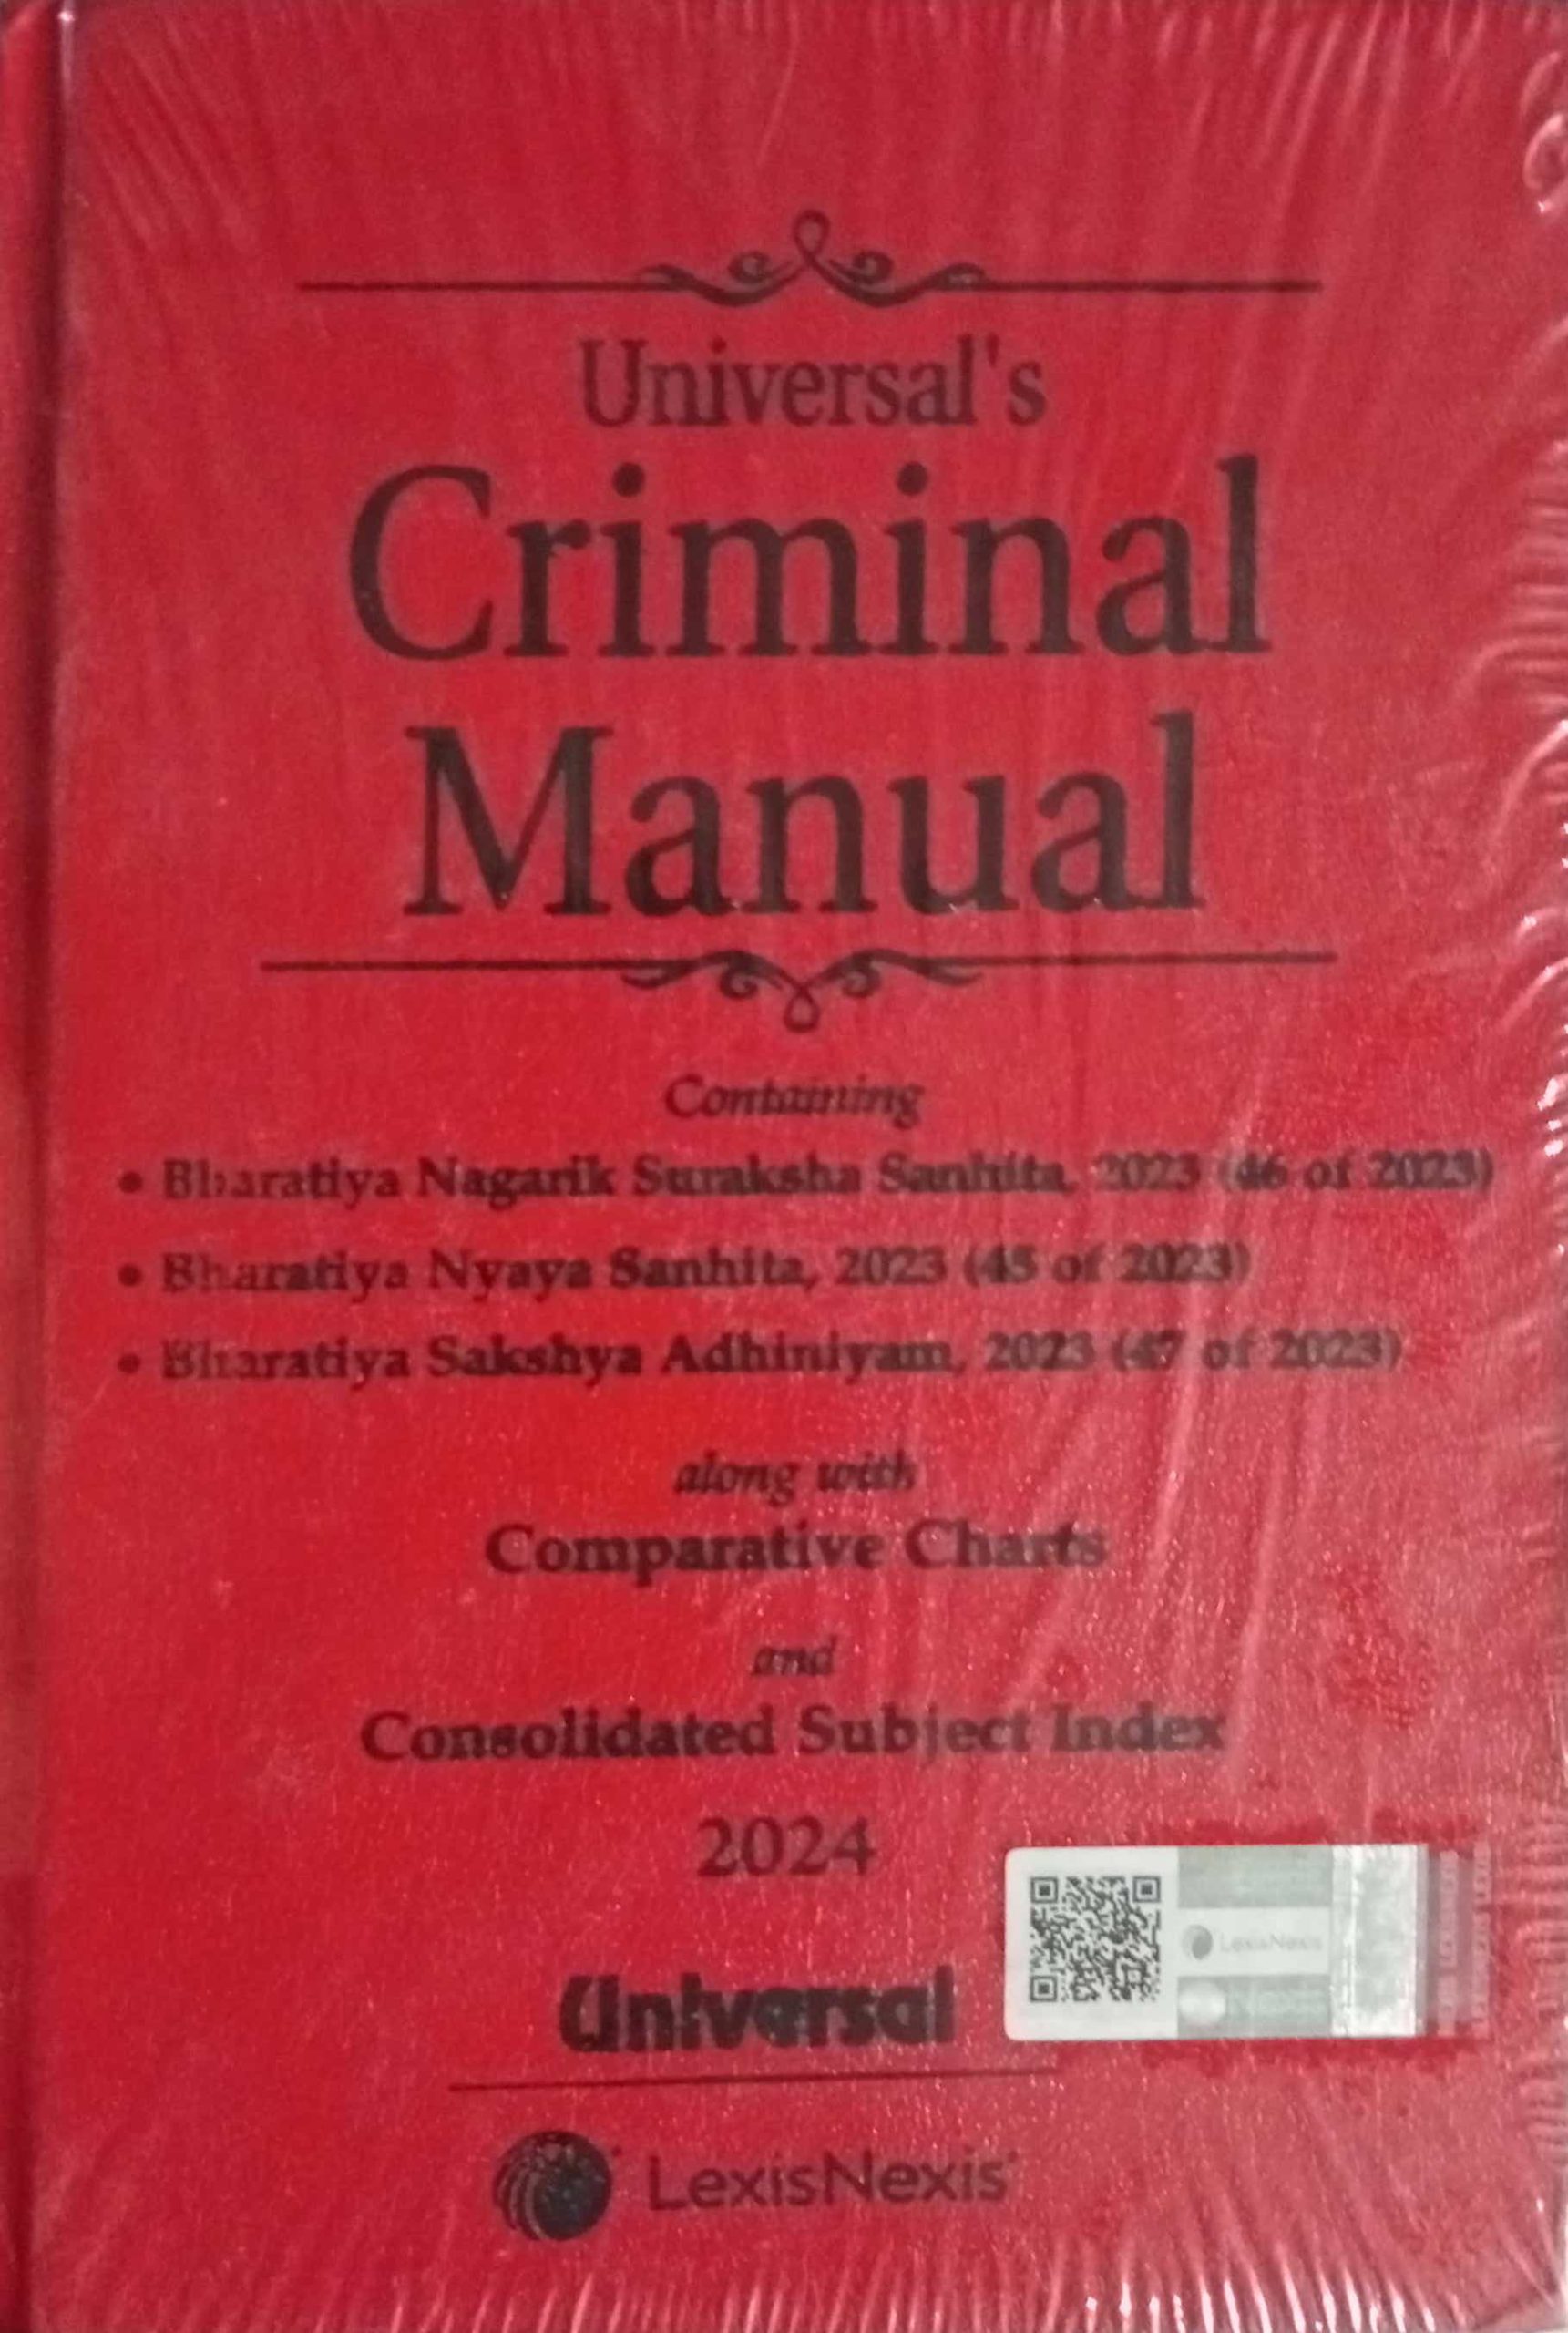 Universal's
Criminal
Manual
Containing
• Bharatiya Nagarik Suraksha Sanhita, 2023 (46 of 2023)
• Bharatiya Nyaya Sanhita, 2023 (45 of 2023)
• Bharatiya Sakshya Adhiniyam, 2023 (47 of 2023)
along with
Comparative Charts
and
Consolidated Subject Index
2024
LexisNexis
Universal
LexisNexis